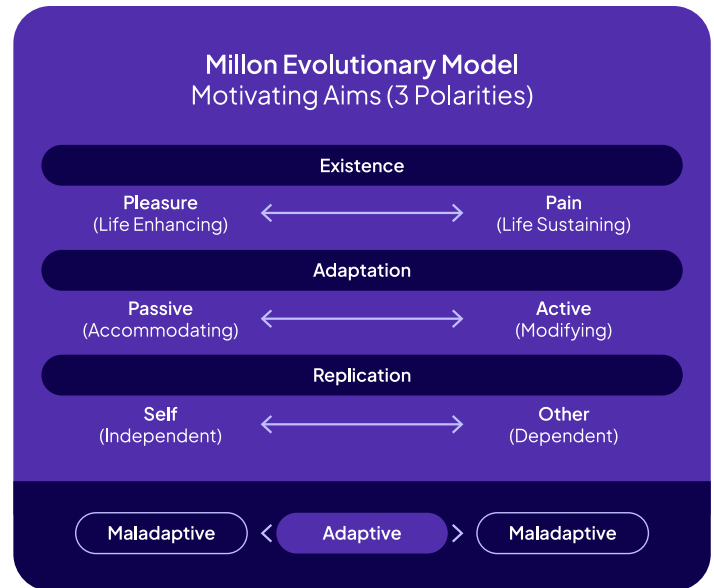 Millon Evolutionary Model
Motivating Aims (3 Polarities)
Existence
Pleasure
(Life Enhancing)
Pain
(Life Sustaining)
Adaptation
Passive
(Accommodating)
Active
(Modifying)
Replication
Self
(Independent)
Other
(Dependent)
Maladaptive
Adaptive
Maladaptive